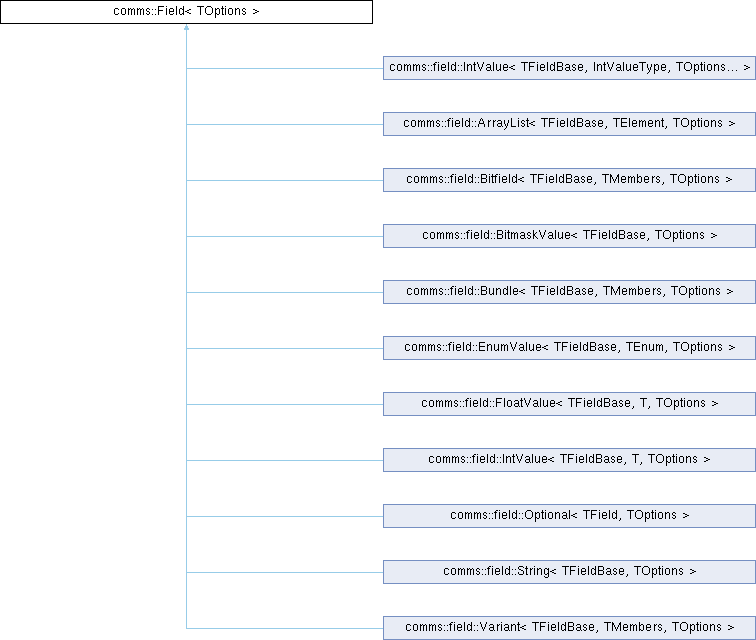 comms::Field< TOptions >
comms::field::IntValue< TFieldBase, IntValueType, TOptions... >
comms::field::ArrayList< TFieldBase, TElement, TOptions >
comms::field::Bitfield< TFieldBase, TMembers, TOptions >
comms::field::BitmaskValue< TFieldBase, TOptions >
comms::field::Bundle< TFieldBase, TMembers, TOptions >
comms::field::EnumValue< TFieldBase, TEnum, TOptions >
comms::field::FloatValue< TFieldBase, T, TOptions >
comms::field::IntValue< TFieldBase, T, TOptions >
comms::field::Optional< TField, TOptions >
comms::field::String< TFieldBase, TOptions >
comms::field::Variant< TFieldBase, TMembers, TOptions >